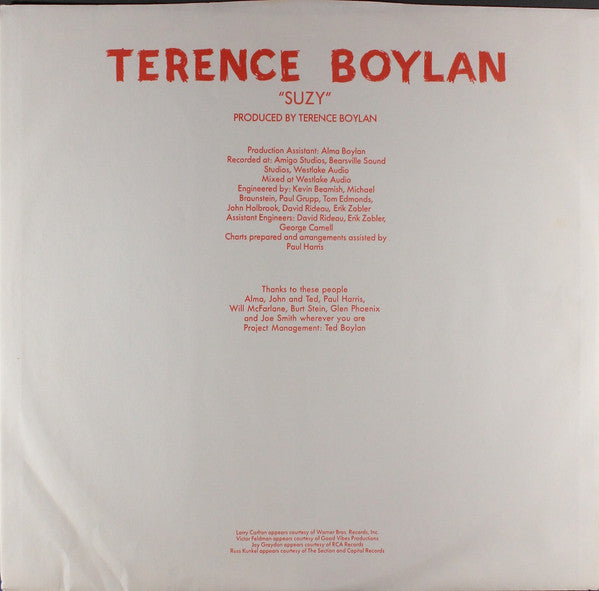 TERENCE BOYLAN
"SUZY"
PRODUCED BY TERENCE BOYLAN
Production Assistant: Alma Boylan
Recorded at: Amigo Studios, Bearsville Sound
Studios, Westlake Audio
Mixed at Westlake Audio
Engineered by: Kevin Beamish, Michael
Braunstein, Paul Grupp, Tom Edmonds,
John Holbrook, David Rideau, Erik Zobler
Assistant Engineers: David Rideau, Erik Zobler,
George Carnell
Charts prepared and arrangements assisted by
Paul Harris
Thanks to these people
Alma, John and Ted, Paul Harris,
Will McFarlane, Burt Stein, Glen Phoenix
and Joe Smith wherever you are
Project Management: Ted Boylan
Larry Carlton appears courtesy of Warner Bros. Records, Inc.
Victor Feldman appears courtesy of Good Vibes Productions
Jay Graydon appears courtesy of RCA Records
Russ Kunkel appears courtesy of The Section and Capitol Records